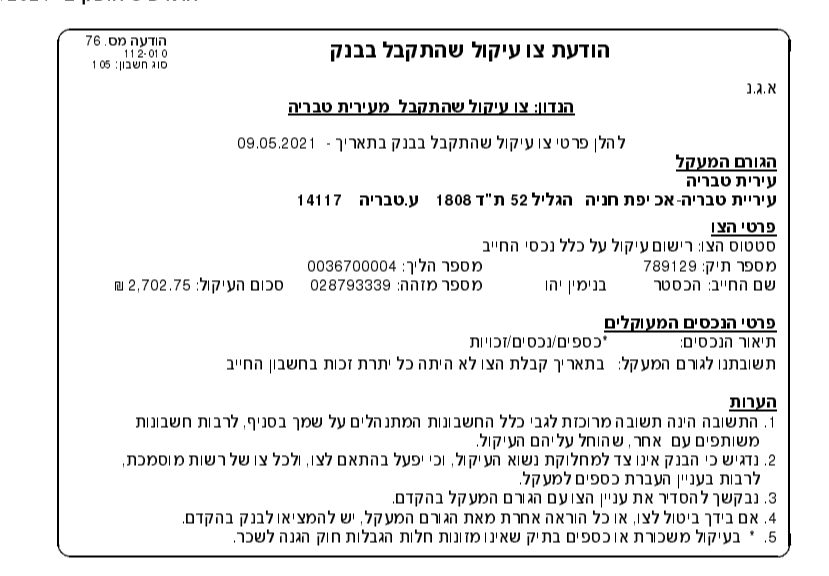 הודעה מס. 76
112-010
סוג חשבון: 105
הודעת צו עיקול שהתקבל בבנק
א.ג.נ
הנדון: צו עיקול שהתקבל מעירית טבריה
להלן פרטי צו עיקול שהתקבל בבנק בתאריך - 09.05.2021
הגורם המעקל
עירית טבריה
עיריית טבריה-אכיפת חניה הגליל 52 ת"ד 1808 ע.טבריה 14117
פרטי הצו
סטטוס הצו: רישום עיקול על כלל נכסי החייב
מספר תיק: 789129 מספר הליך: 0036700004
שם החייב: הכסטר בנימין יהו מספר מזהה: 028793339 סכום העיקול: 2,702.75 ₪
פרטי הנכסים המעוקלים
תיאור הנכסים: *כספים/נכסים/זכויות
תשובתנו לגורם המעקל: בתאריך קבלת הצו לא היתה כל יתרת זכות בחשבון החייב
הערות
1. התשובה הינה תשובה מרוכזת לגבי כלל החשבונות המתנהלים על שמך בסניף, לרבות חשבונות
משותפים עם אחר, שהוחל עליהם העיקול.
2. נדגיש כי הבנק אינו צד למחלוקת נשוא העיקול, וכי יפעל בהתאם לצו, ולכל צו של רשות מוסמכת,
לרבות בעניין העברת כספים למעקל.
3. נבקשך להסדיר את עניין הצו עם הגורם המעקל בהקדם.
4. אם בידך ביטול לצו, או כל הוראה אחרת מאת הגורם המעקל, יש להמציאו לבנק בהקדם.
5. * בעיקול משכורת או כספים בתיק שאינו מזונות חלות הגבלות חוק הגנה לשכר.